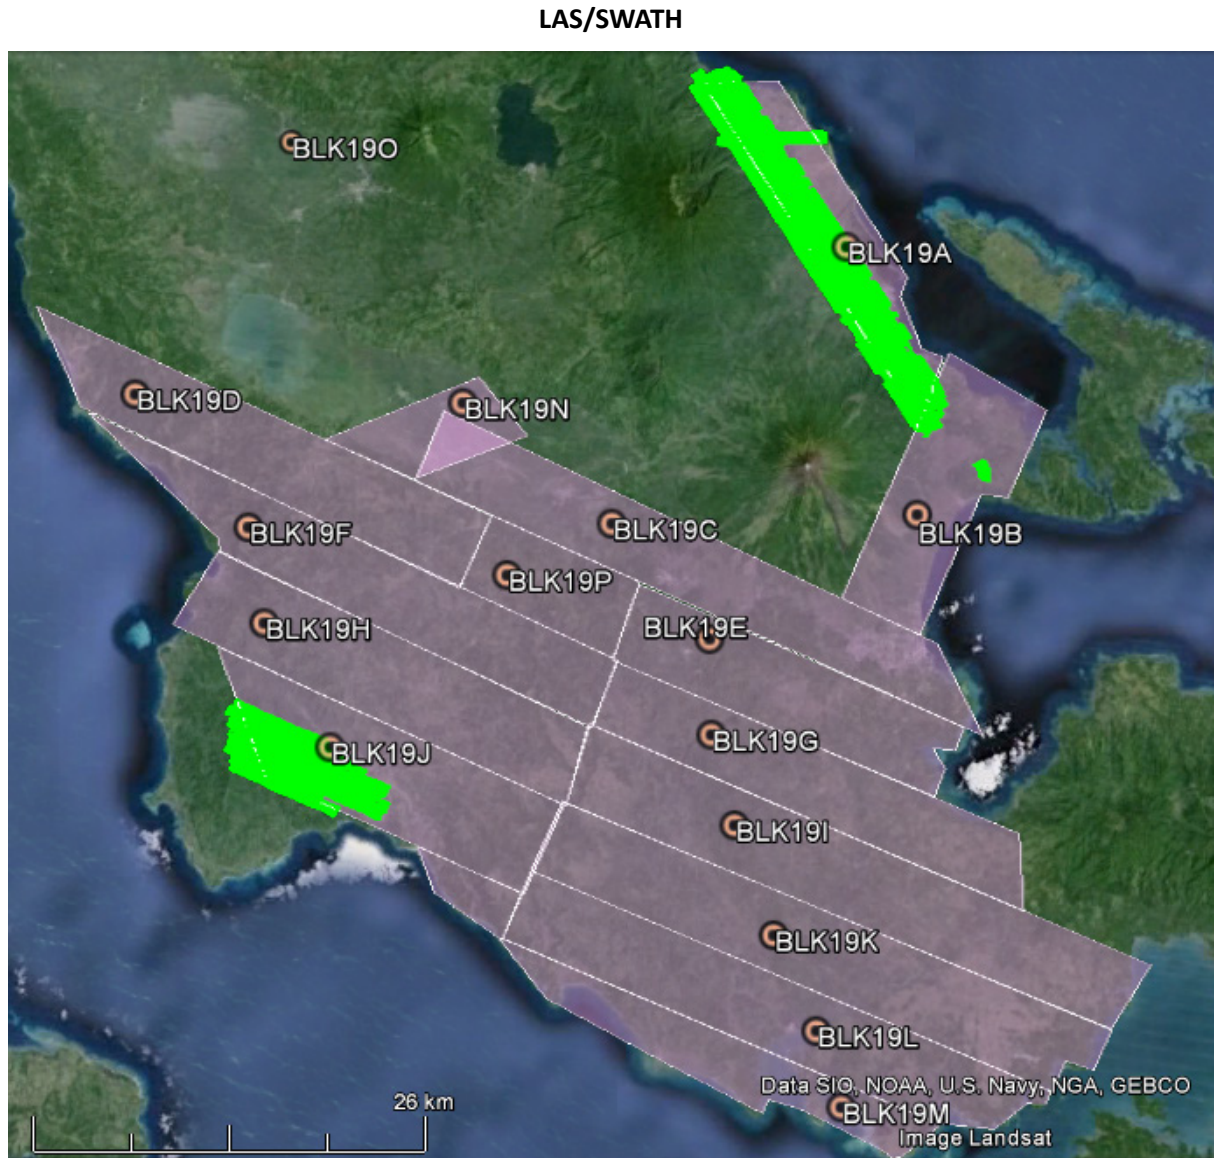 LAS/SWATH
BLK19O
BLK19A
BLK19D
BLK19N
BLK19C
BLK19B
BLK19F
BLK19P
BLK19H
BLK19E
BLK19G
BLK19J
BLK19I
BLK19K
BLK19L
Data SIO, NOAA, U.S. Navy, NGA, GEBCO
26 km
BLK19M
Image Landsat